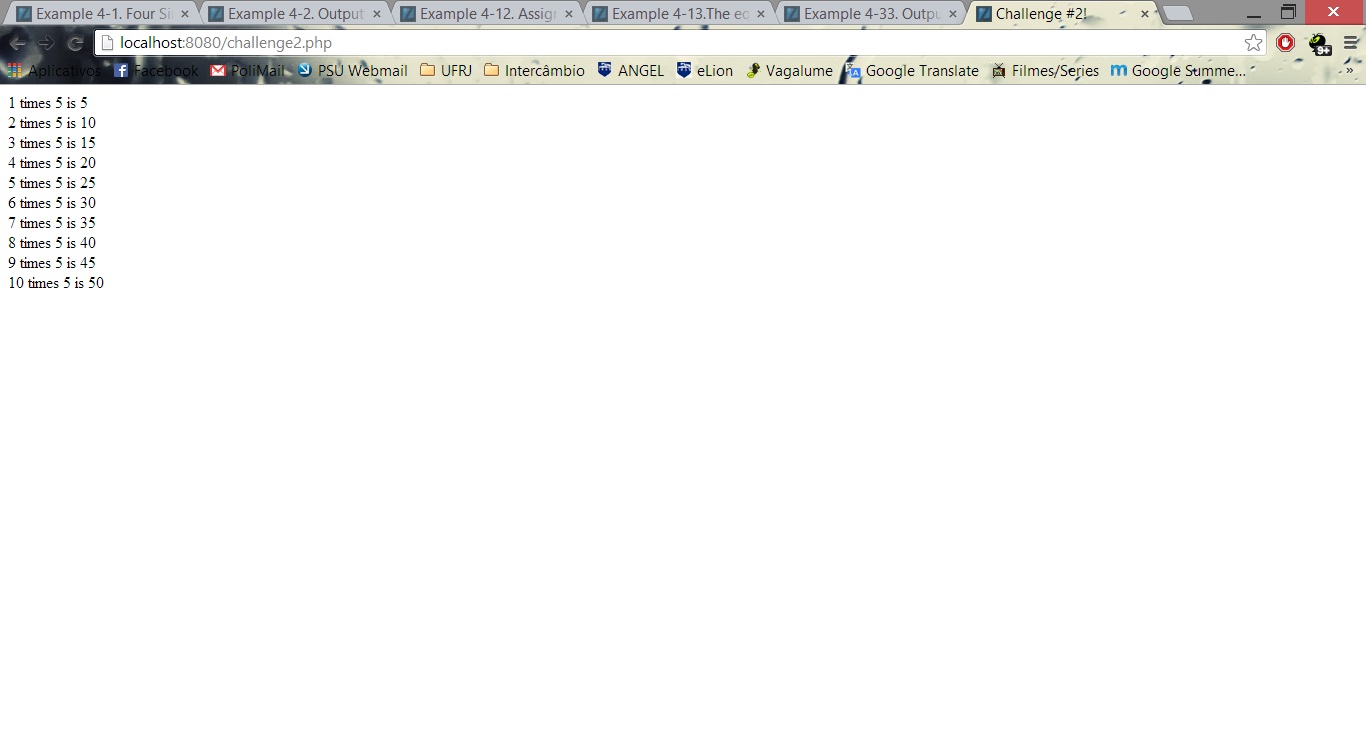 Example 4-1. Four Si
Example 4-2. Output
Example 4-12. Assig
Example 4-13.The eq
Example 4-33. Outpu
Challenge #2!
localhost:8080/challenge2.php
9+
Aplicativos Facebook PoliMail PSU Webmail UFRJ Intercâmbio ANGEL eLion Vagalume Google Translate Filmes/Series Google Summe... »
1 times 5 is 5
2 times 5 is 10
3 times 5 is 15
4 times 5 is 20
5 times 5 is 25
6 times 5 is 30
7 times 5 is 35
8 times 5 is 40
9 times 5 is 45
10 times 5 is 50